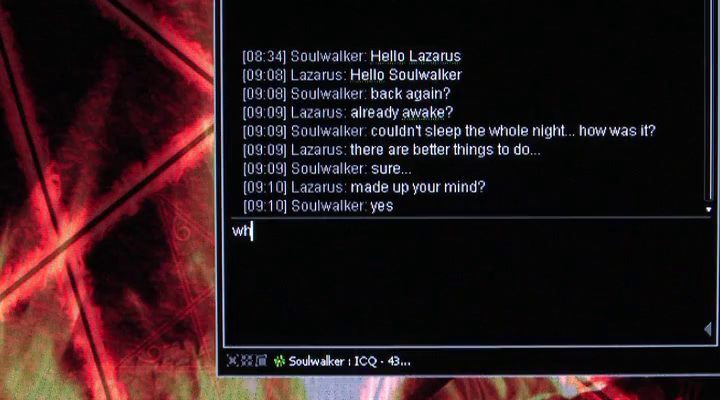 [08:34] Soulwalker: Hello Lazarus
[09:08] Lazarus: Hello Soulwalker
[09:08] Soulwalker: back again?
[09:09] Lazarus: already awake?
[09:09] Soulwalker: couldn't sleep the whole night... how was it?
[09:09] Lazarus: there are better things to do...
[09:09] Soulwalker: sure...
[09:10] Lazarus: made up your mind?
[09:10] Soulwalker: yes
wh
Soulwalker : ICQ - 43...